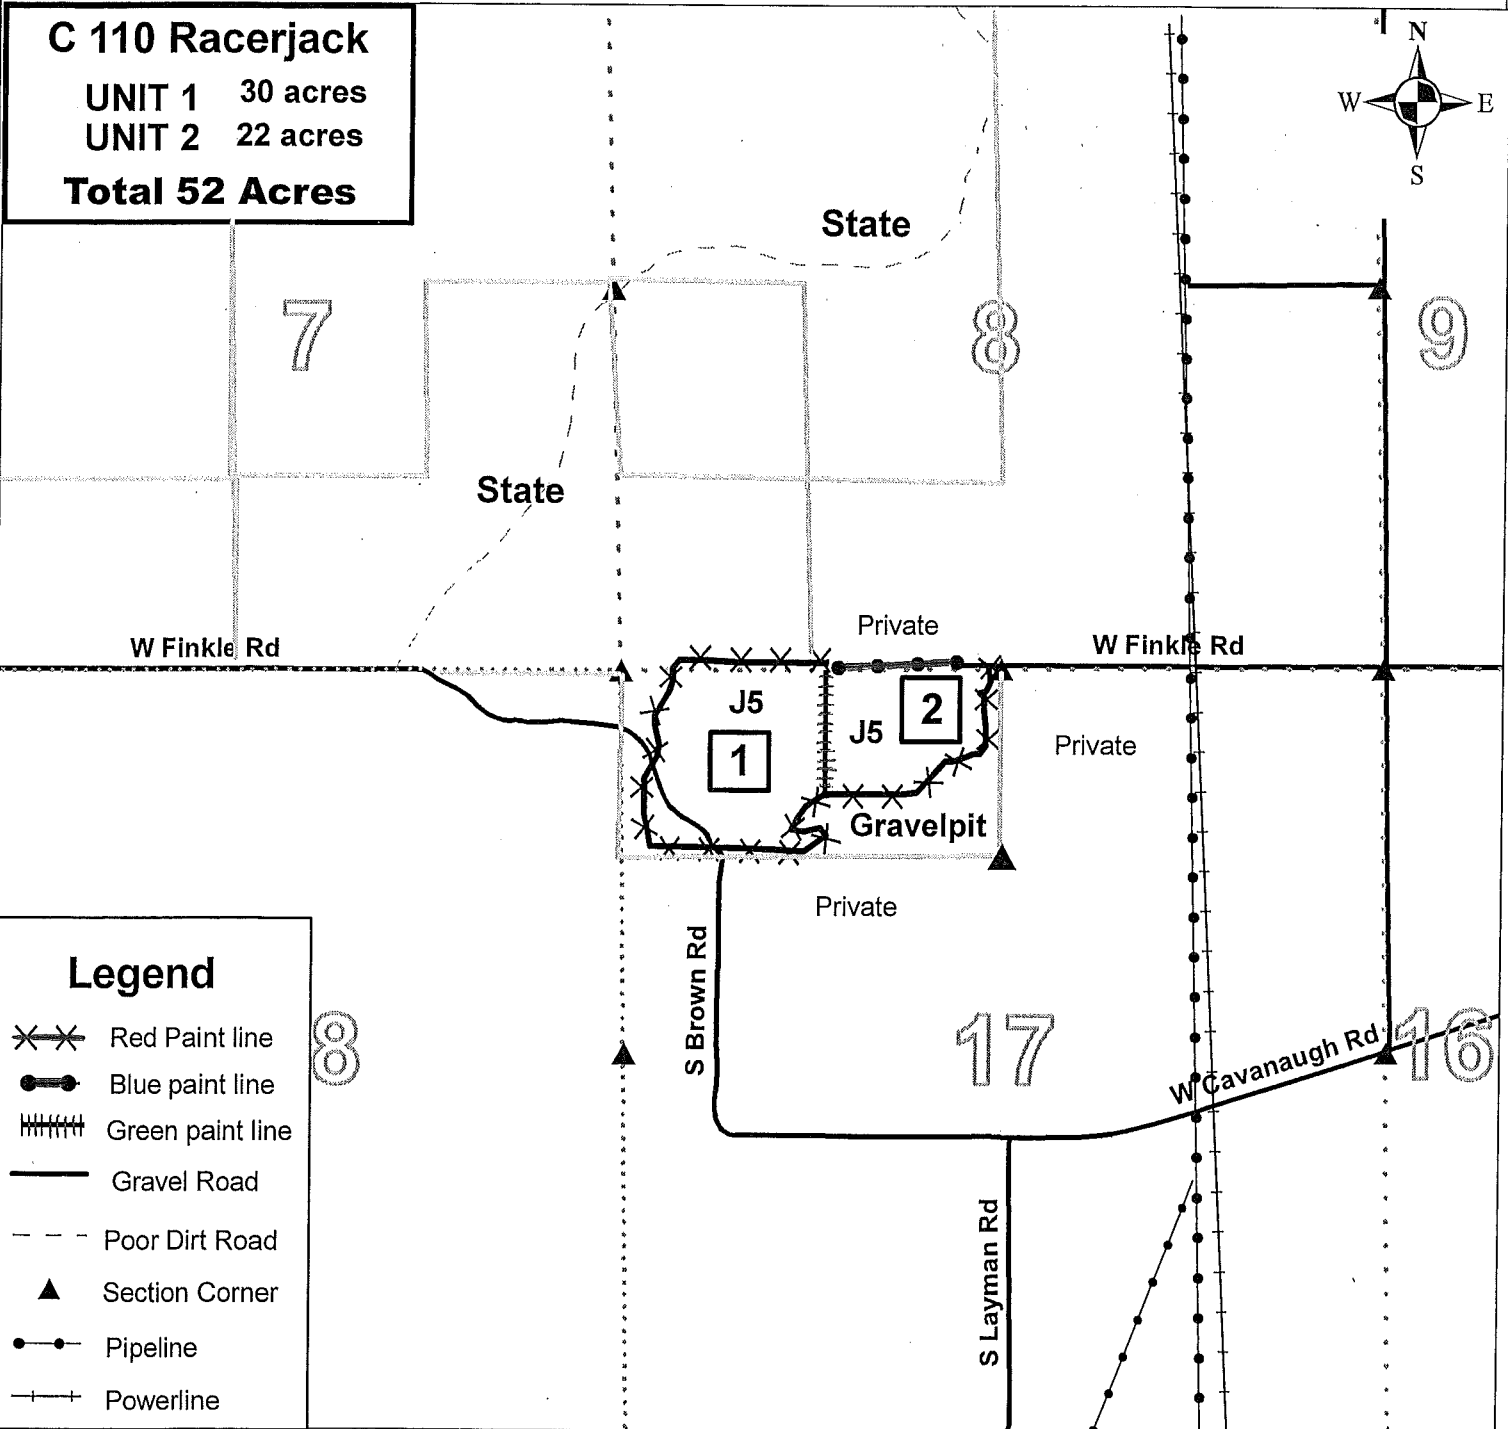 C 110 Racerjack
UNIT 1 30 acres
UNIT 2 22 acres
Total 52 Acres
N
W E
S
State
7
8
9
State
Private
W Finkle Rd
W Finkle Rd
J5
2
J5
1
Private
Gravelpit
Private
S Brown Rd
17
16
W Cavanaugh Rd
8
S Layman Rd
Legend
Red Paint line
Blue paint line
Green paint line
Gravel Road
Poor Dirt Road
Section Corner
Pipeline
Powerline